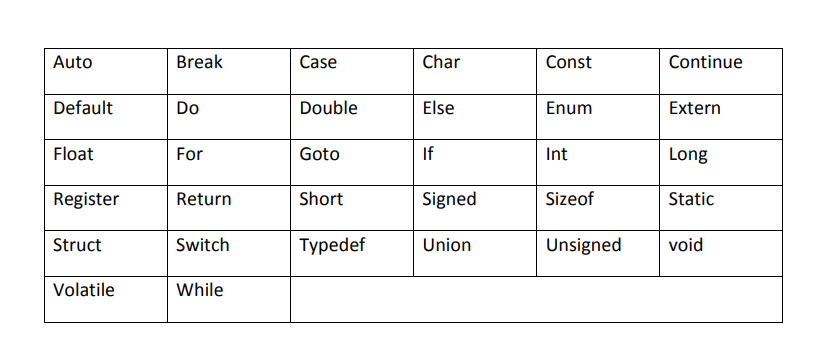 Auto Break Case Char Const Continue
Default Do Double Else Enum Extern
Float For Goto If Int Long
Register Return Short Signed Sizeof Static
Struct Switch Typedef Union Unsigned void
Volatile While